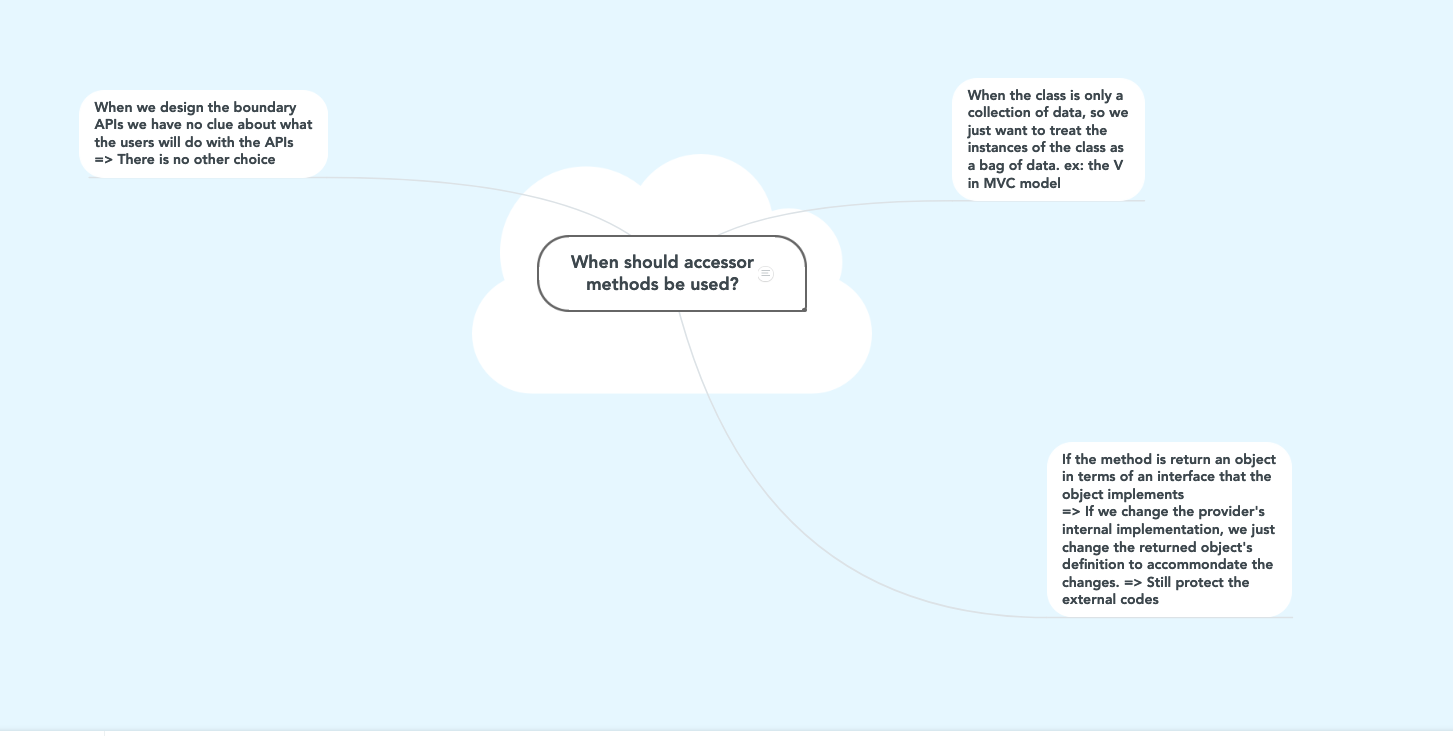 When we design the boundary
APIs we have no clue about what
the users will do with the APIs
=> There is no other choice
When the class is only a
collection of data, so we
just want to treat the
instances of the class as
a bag of data. ex: the V
in MVC model
When should accessor
methods be used?
If the method is return an object
in terms of an interface that the
object implements
=> If we change the provider's
internal implementation, we just
change the returned object's
definition to accommondate the
changes. => Still protect the
external codes